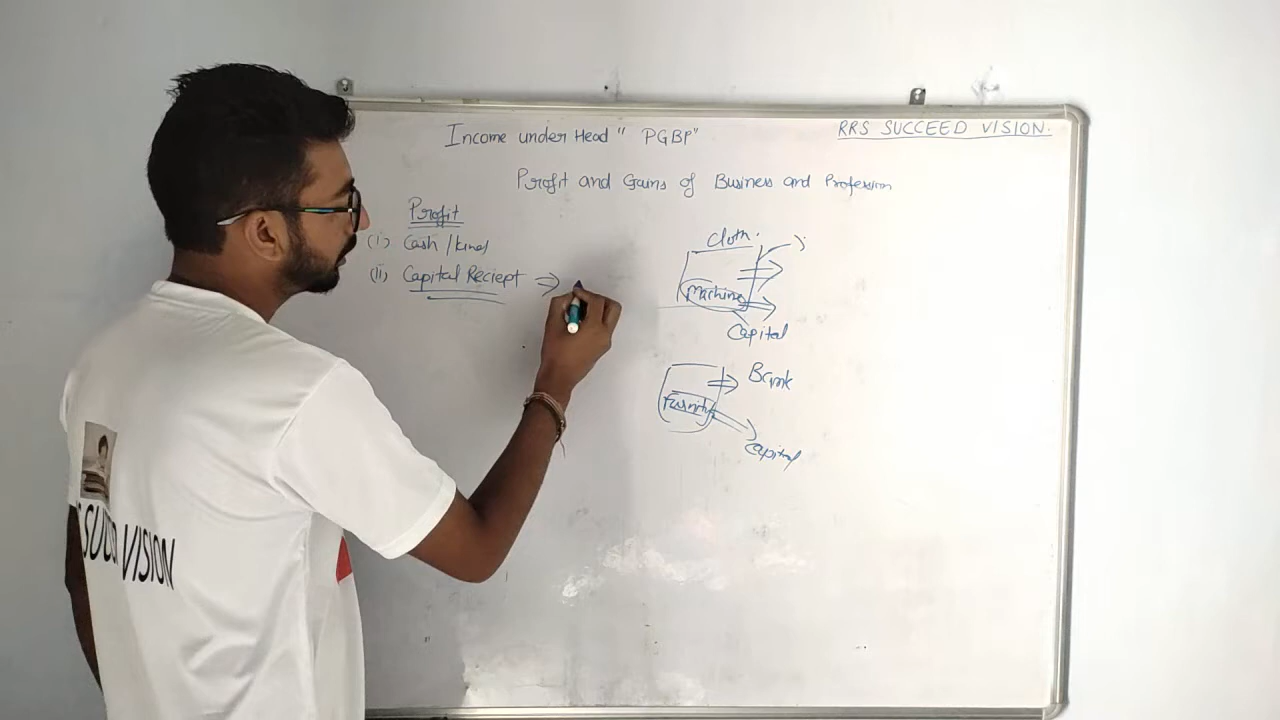 Income under Head " PGBP"
RRS SUCCEED VISION.
Profit and Gains of Business and Profession
Profit
(i) Cash / kind
(ii) Capital Reciept ⇒
Cloth.
Machine
Capital
Bank
Capital
VISION